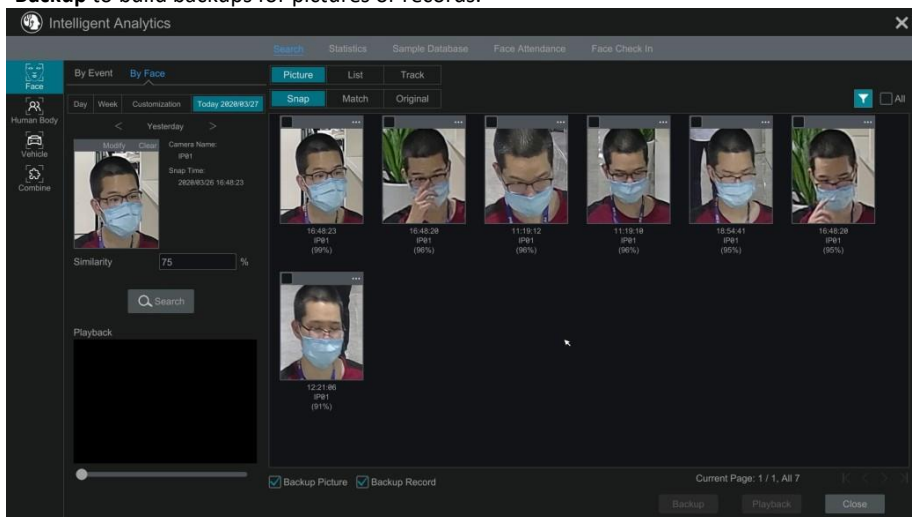 Backup to build backups for pictures or records.
Intelligent Analytics
Search Statistics Sample Database Face Attendance Face Check In
Face
Human Body
Vehicle
Combine
By Event By Face
Day Week Customization Today 2020/03/27
< Yesterday >
Modify Clear
Camera Name:
IP01
Snap Time:
2020/03/26 16:48:23
Similarity 75 %
Search
Playback
Picture List Track
Snap Match Original
All
16:48:23
IP01
(99%)
16:48:20
IP01
(96%)
11:19:12
IP01
(96%)
11:19:10
IP01
(96%)
18:54:41
IP01
(95%)
16:48:20
IP01
(95%)
12:21:06
IP01
(91%)
Backup Picture Backup Record
Current Page: 1 / 1, All 7
Backup Playback Close